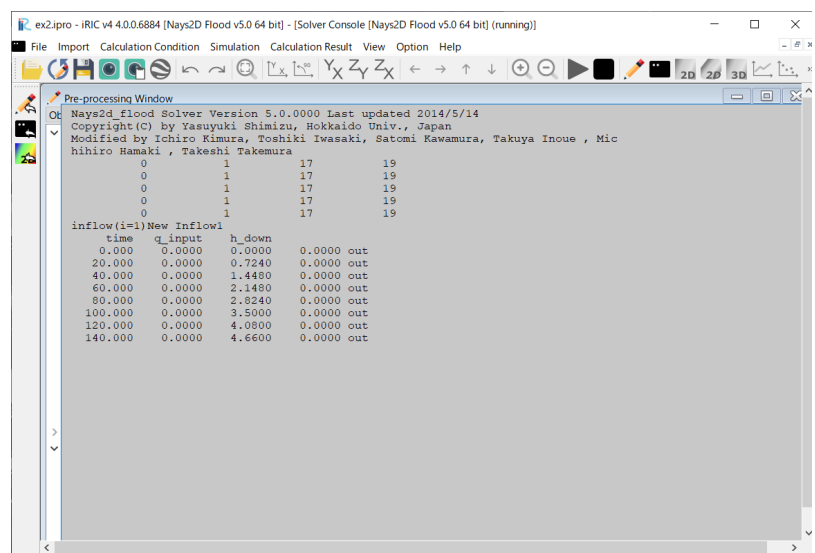 ex2.ipro - iRIC v4 4.0.0.6884 [Nays2D Flood v5.0 64 bit] - [Solver Console [Nays2D Flood v5.0 64 bit] (running)]
File Import Calculation Condition Simulation Calculation Result View Option Help
2D 2D 3D
Pre-processing Window
Ob
Nays2d_flood Solver Version 5.0.0000 Last updated 2014/5/14
Copyright(C) by Yasuyuki Shimizu, Hokkaido Univ., Japan
Modified by Ichiro Kimura, Toshiki Iwasaki, Satomi Kawamura, Takuya Inoue , Mic
hihiro Hamaki , Takeshi Takemura
0 1 17 19
0 1 17 19
0 1 17 19
0 1 17 19
0 1 17 19
inflow(i=1)New Inflow1
time q_input h_down
0.000 0.0000 0.0000 0.0000 out
20.000 0.0000 0.7240 0.0000 out
40.000 0.0000 1.4480 0.0000 out
60.000 0.0000 2.1480 0.0000 out
80.000 0.0000 2.8240 0.0000 out
100.000 0.0000 3.5000 0.0000 out
120.000 0.0000 4.0800 0.0000 out
140.000 0.0000 4.6600 0.0000 out